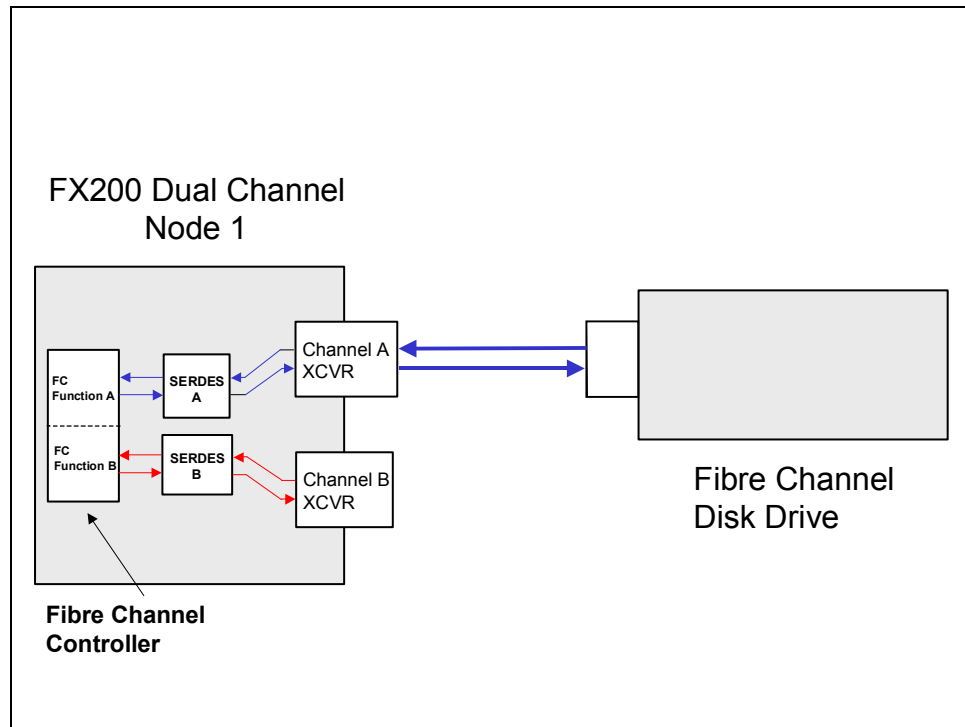 FX200 Dual Channel
Node 1
Channel A
XCVR
FC
Function A
SERDES
A
FC
Function B
SERDES
B
Channel B
XCVR
Fibre Channel
Disk Drive
Fibre Channel
Controller